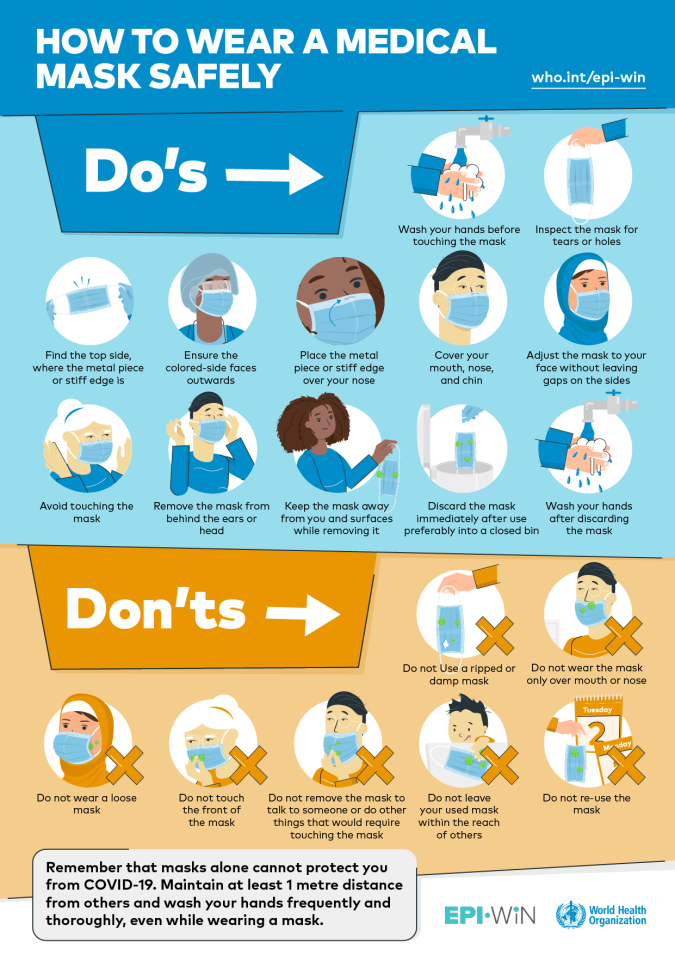 HOW TO WEAR A MEDICAL
MASK SAFELY
who.int/epi-win
Do's
Wash your hands before
touching the mask
Inspect the mask for
tears or holes
Find the top side,
where the metal piece
or stiff edge is
Ensure the
colored-side faces
outwards
Place the metal
piece or stiff edge
over your nose
Cover your
mouth, nose,
and chin
Adjust the mask to your
face without leaving
gaps on the sides
Avoid touching the
mask
Remove the mask from
behind the ears or
head
Keep the mask away
from you and surfaces
while removing it
Discard the mask
immediately after use
preferably into a closed bin
Wash your hands
after discarding
the mask
Don'ts
Do not Use a ripped or
damp mask
Do not wear the mask
only over mouth or nose
Tuesday
2
Monday
Do not wear a loose
mask
Do not touch
the front of
the mask
Do not remove the mask to
talk to someone or do other
things that would require
touching the mask
Do not leave
your used mask
within the reach
of others
Do not re-use the
mask
Remember that masks alone cannot protect you
from COVID-19. Maintain at least 1 metre distance
from others and wash your hands frequently and
thoroughly, even while wearing a mask.
EPI·WiN
World Health
Organization